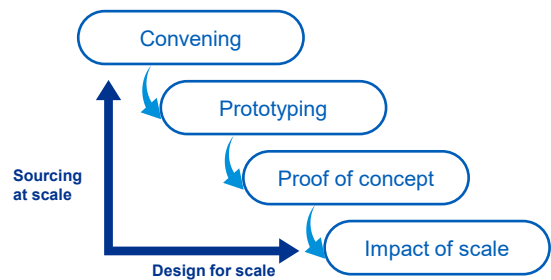 Convening
Prototyping
Proof of concept
Impact of scale
Sourcing
at scale
Design for scale